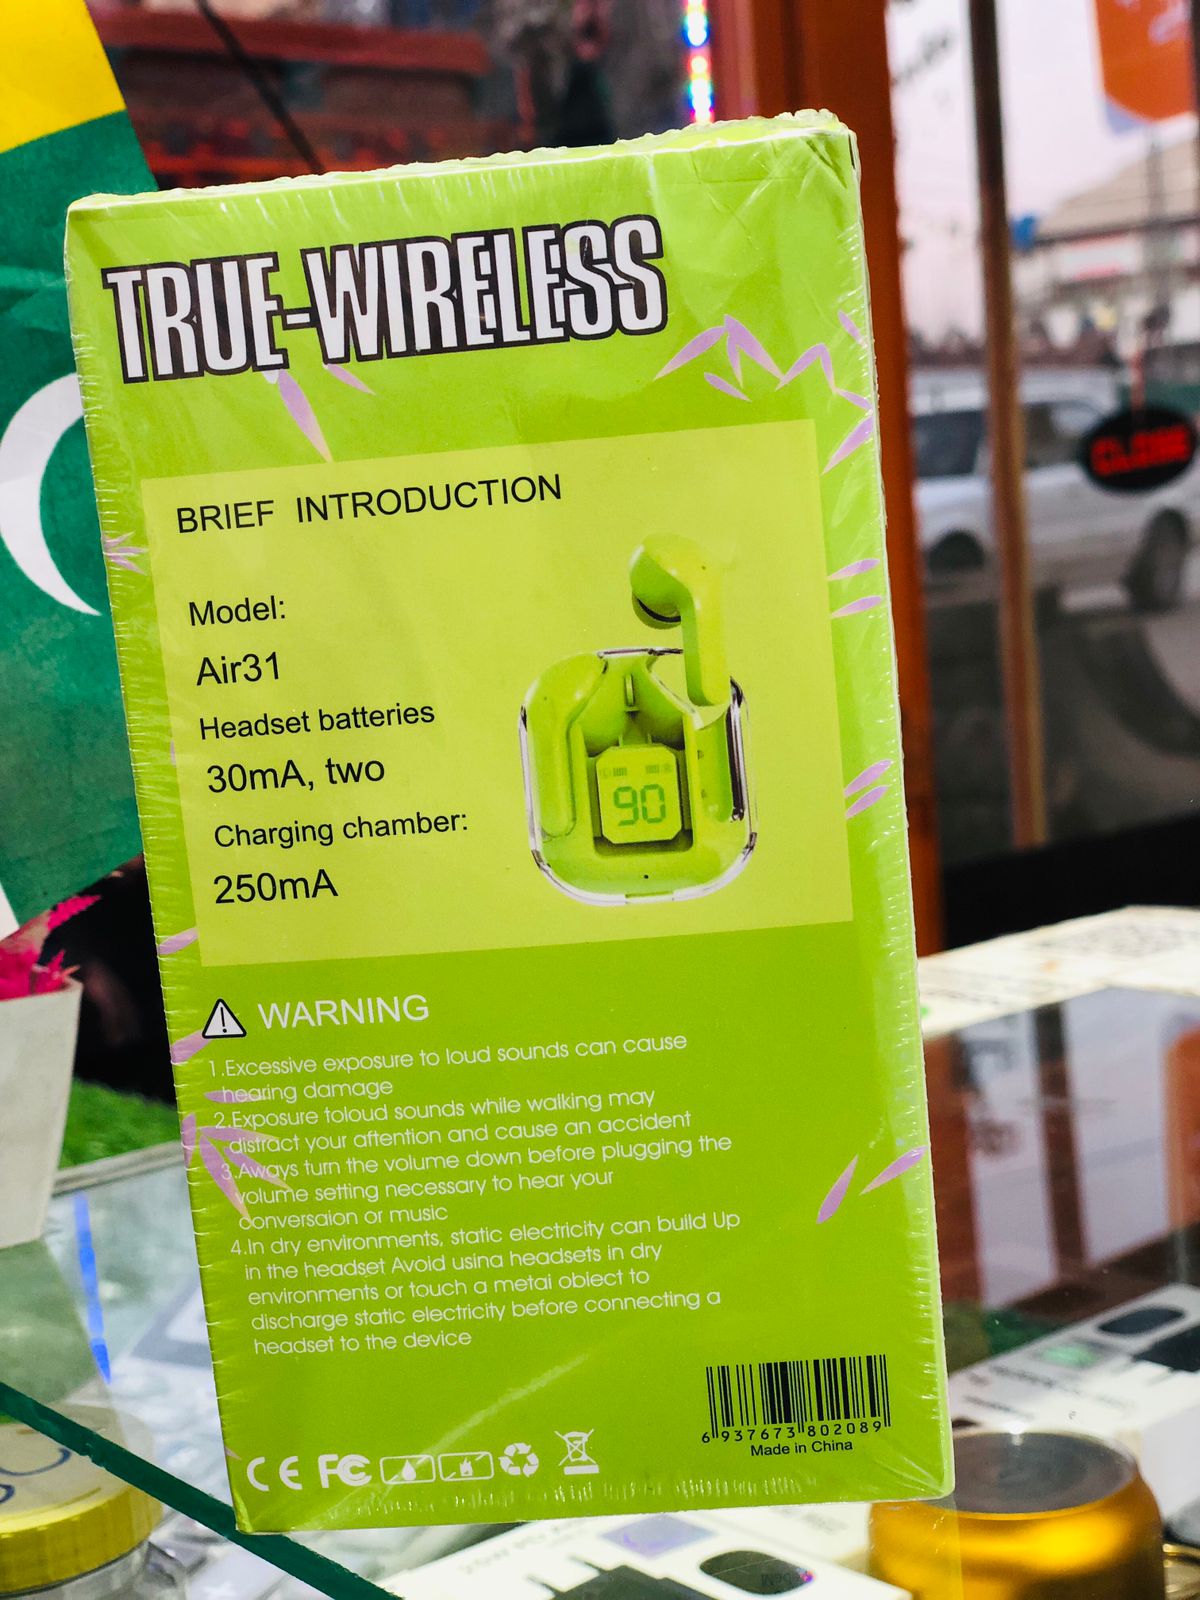 TRUE-WIRELESS
BRIEF INTRODUCTION
Model:
Air31
Headset batteries
30mA, two
Charging chamber:
250mA
90
WARNING
1.Excessive exposure to loud sounds can cause
hearing damage
2.Exposure toloud sounds while walking may
distract your aftention and cause an accident
3.Aways turn the volume down before plugging the
volume setting necessary to hear your
conversaion or music
4.In dry environments, static electricity can build Up
in the headset Avoid usina headsets in dry
environments or touch a metai obiect to
discharge static electricity before connecting a
headset to the device
6 937673 802089
Made in China
CE FC